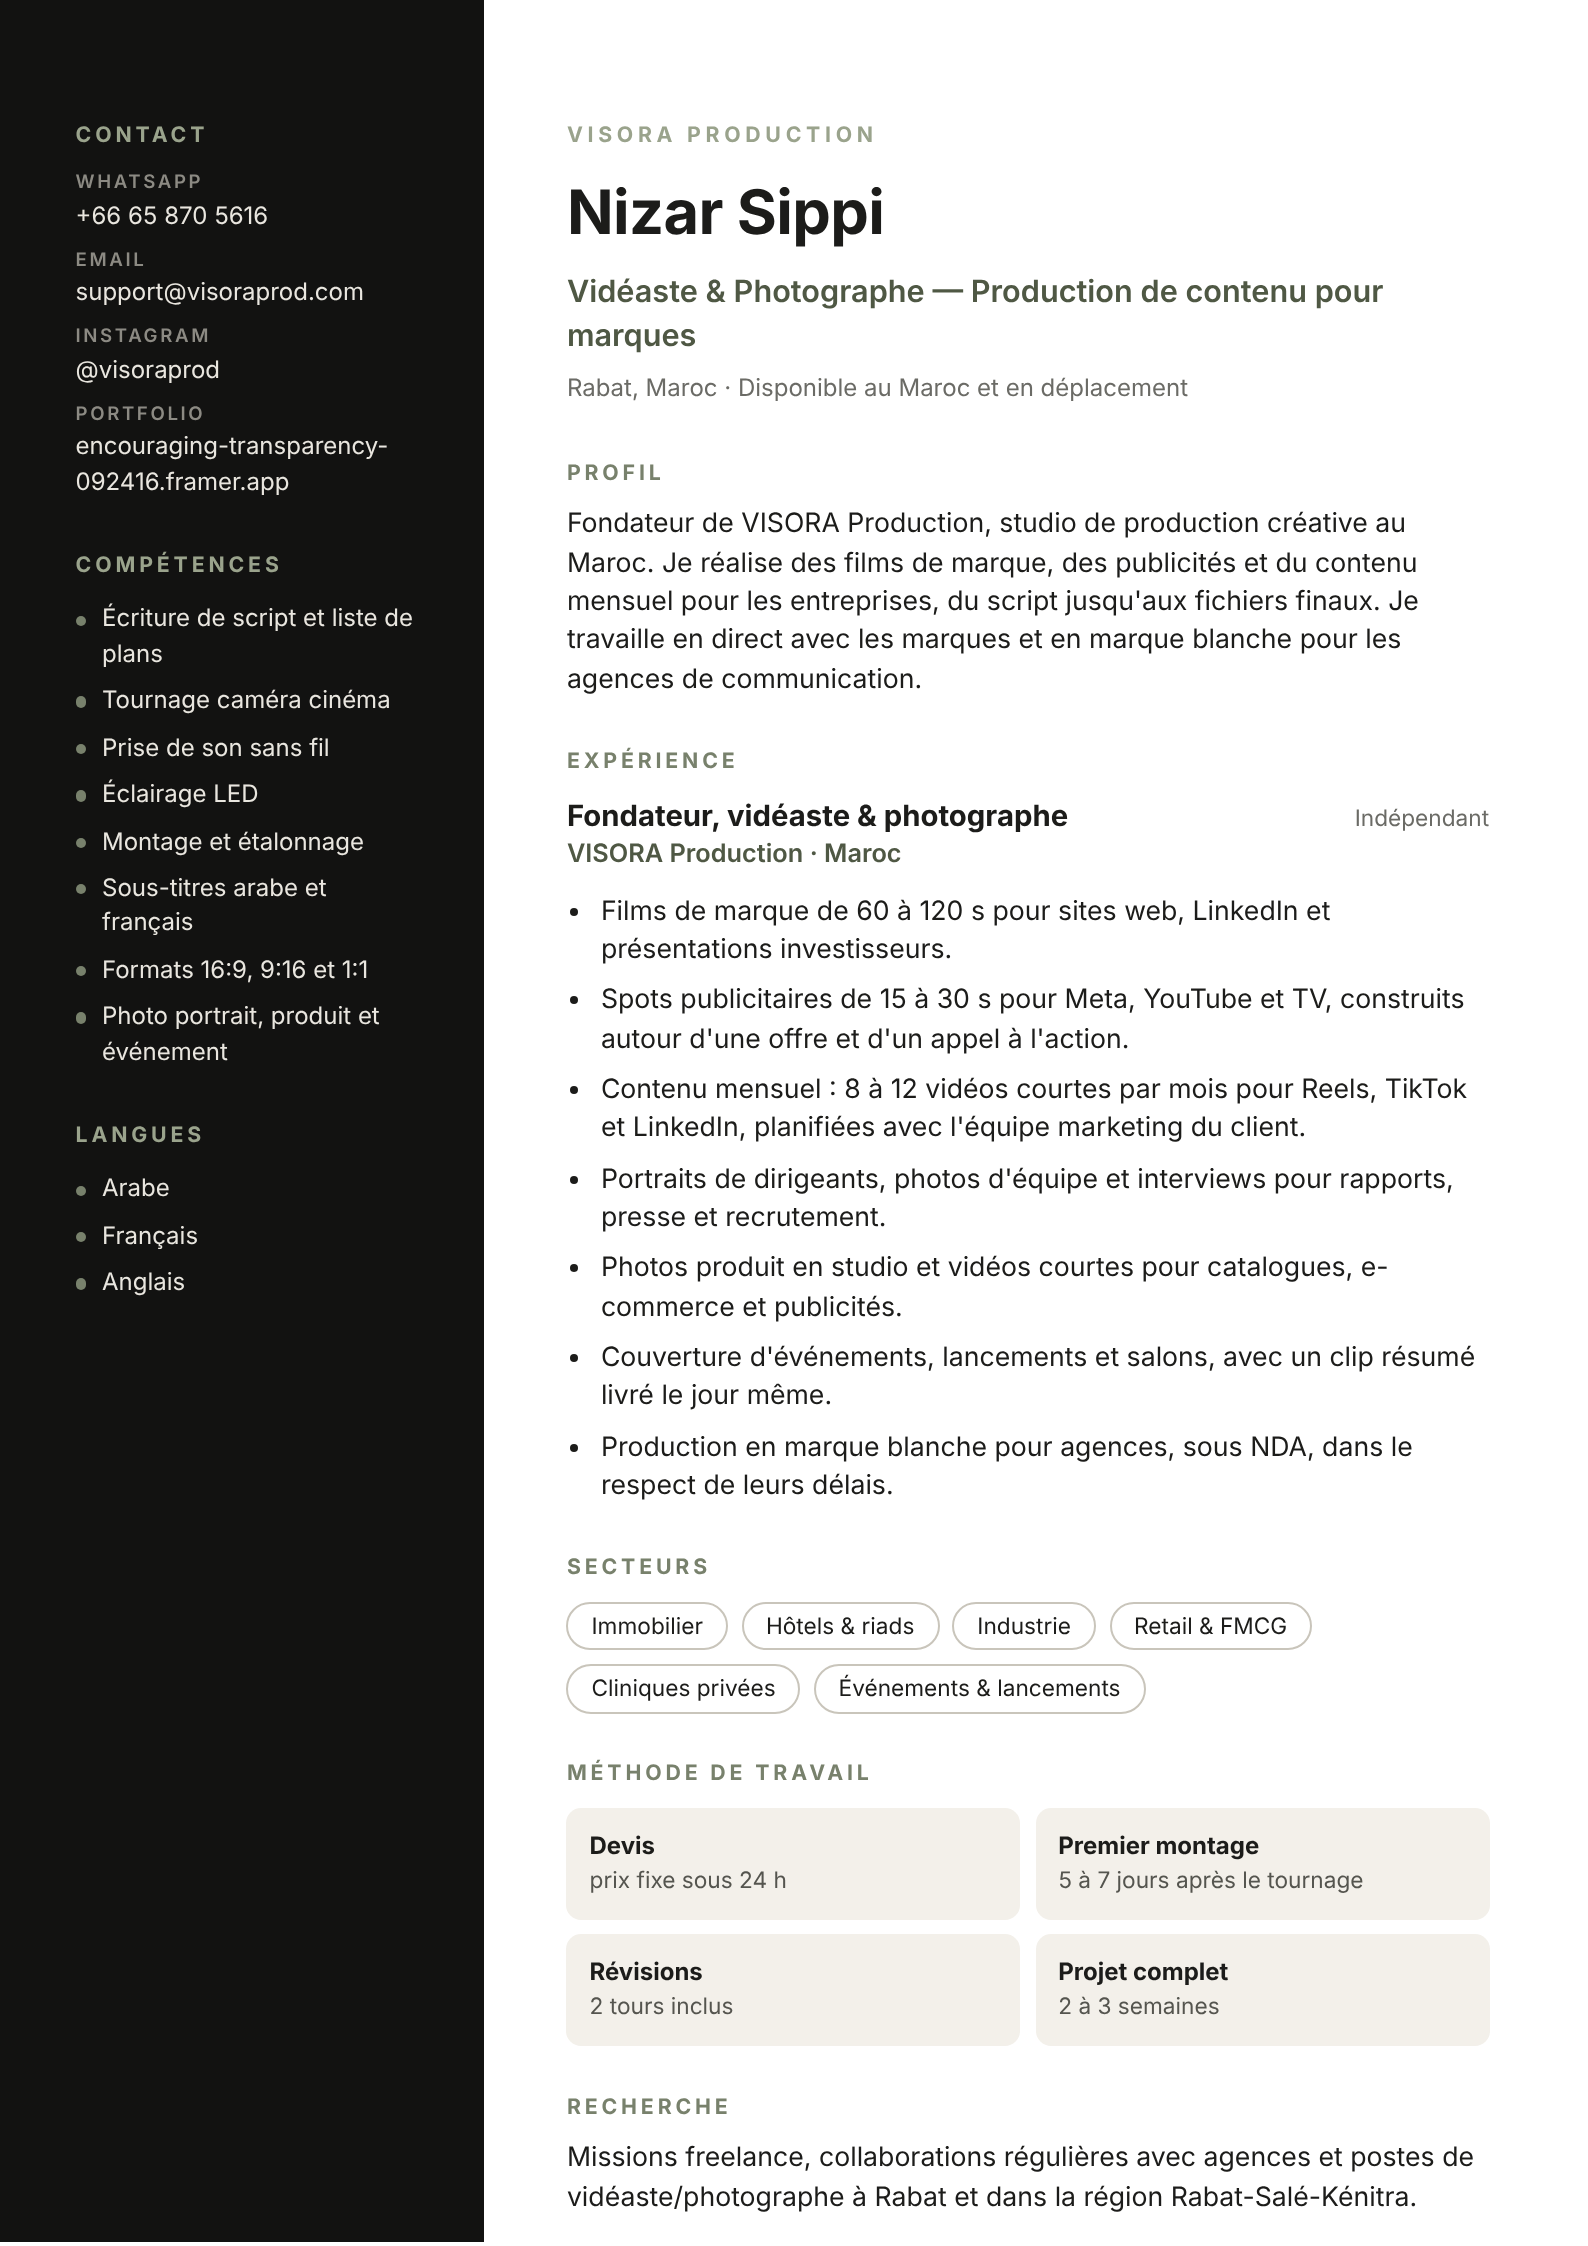 CONTACT
WHATSAPP
+66 65 870 5616
EMAIL
support@visoraprod.com
INSTAGRAM
@visoraprod
PORTFOLIO
encouraging-transparency-
092416.framer.app
COMPÉTENCES
Écriture de script et liste de
plans
Tournage caméra cinéma
Prise de son sans fil
Éclairage LED
Montage et étalonnage
Sous-titres arabe et
français
Formats 16:9, 9:16 et 1:1
Photo portrait, produit et
événement
LANGUES
Arabe
Français
Anglais
VISORA PRODUCTION
Nizar Sippi
Vidéaste & Photographe — Production de contenu pour
marques
Rabat, Maroc · Disponible au Maroc et en déplacement
PROFIL
Fondateur de VISORA Production, studio de production créative au
Maroc. Je réalise des films de marque, des publicités et du contenu
mensuel pour les entreprises, du script jusqu'aux fichiers finaux. Je
travaille en direct avec les marques et en marque blanche pour les
agences de communication.
EXPÉRIENCE
Fondateur, vidéaste & photographe Indépendant
VISORA Production · Maroc
• Films de marque de 60 à 120 s pour sites web, LinkedIn et
présentations investisseurs.
• Spots publicitaires de 15 à 30 s pour Meta, YouTube et TV, construits
autour d'une offre et d'un appel à l'action.
• Contenu mensuel : 8 à 12 vidéos courtes par mois pour Reels, TikTok
et LinkedIn, planifiées avec l'équipe marketing du client.
• Portraits de dirigeants, photos d'équipe et interviews pour rapports,
presse et recrutement.
• Photos produit en studio et vidéos courtes pour catalogues, e-
commerce et publicités.
• Couverture d'événements, lancements et salons, avec un clip résumé
livré le jour même.
• Production en marque blanche pour agences, sous NDA, dans le
respect de leurs délais.
SECTEURS
Immobilier Hôtels & riads Industrie Retail & FMCG
Cliniques privées Événements & lancements
MÉTHODE DE TRAVAIL
Devis
prix fixe sous 24 h
Premier montage
5 à 7 jours après le tournage
Révisions
2 tours inclus
Projet complet
2 à 3 semaines
RECHERCHE
Missions freelance, collaborations régulières avec agences et postes de
vidéaste/photographe à Rabat et dans la région Rabat-Salé-Kénitra.